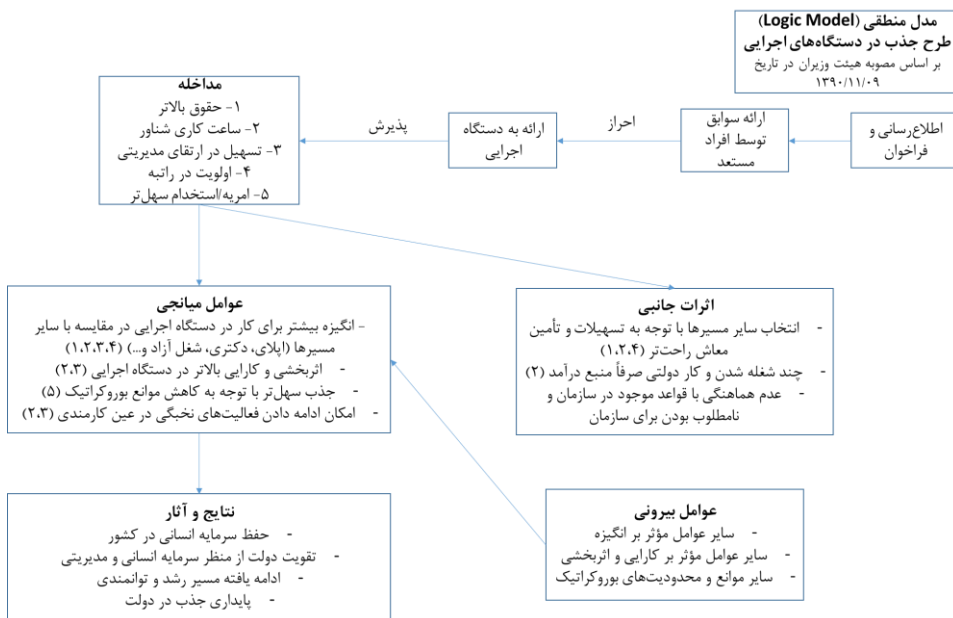 مدل منطقی (Logic Model)
طرح جذب در دستگاه‌های اجرایی
بر اساس مصوبه هیئت وزیران در تاریخ
۱۳۹۰/۱۱/۰۹
اطلاع‌رسانی و
فراخوان
ارائه سوابق
توسط افراد
مستعد
احراز
ارائه به دستگاه
اجرایی
پذیرش
مداخله
۱- حقوق بالاتر
۲- ساعت کاری شناور
۳- تسهیل در ارتقای مدیریتی
۴- اولویت در راتبه
۵- امریه/استخدام سهل‌تر
اثرات جانبی
- انتخاب سایر مسیرها با توجه به تسهیلات و تأمین
معاش راحت‌تر (۱،۲،۴)
- چند شغله شدن و کار دولتی صرفاً منبع درآمد (۲)
- عدم هماهنگی با قواعد موجود در سازمان و
نامطلوب بودن برای سازمان
عوامل میانجی
- انگیزه بیشتر برای کار در دستگاه اجرایی در مقایسه با سایر
مسیرها (اپلای، دکتری، شغل آزاد و...) (۱،۲،۳،۴)
- اثربخشی و کارایی بالاتر در دستگاه اجرایی (۲،۳)
- جذب سهل‌تر با توجه به کاهش موانع بوروکراتیک (۵)
- امکان ادامه دادن فعالیت‌های نخبگی در عین کارمندی (۲،۳)
عوامل بیرونی
- سایر عوامل مؤثر بر انگیزه
- سایر عوامل مؤثر بر کارایی و اثربخشی
- سایر موانع و محدودیت‌های بوروکراتیک
نتایج و آثار
- حفظ سرمایه انسانی در کشور
- تقویت دولت از منظر سرمایه انسانی و مدیریتی
- ادامه یافته مسیر رشد و توانمندی
- پایداری جذب در دولت